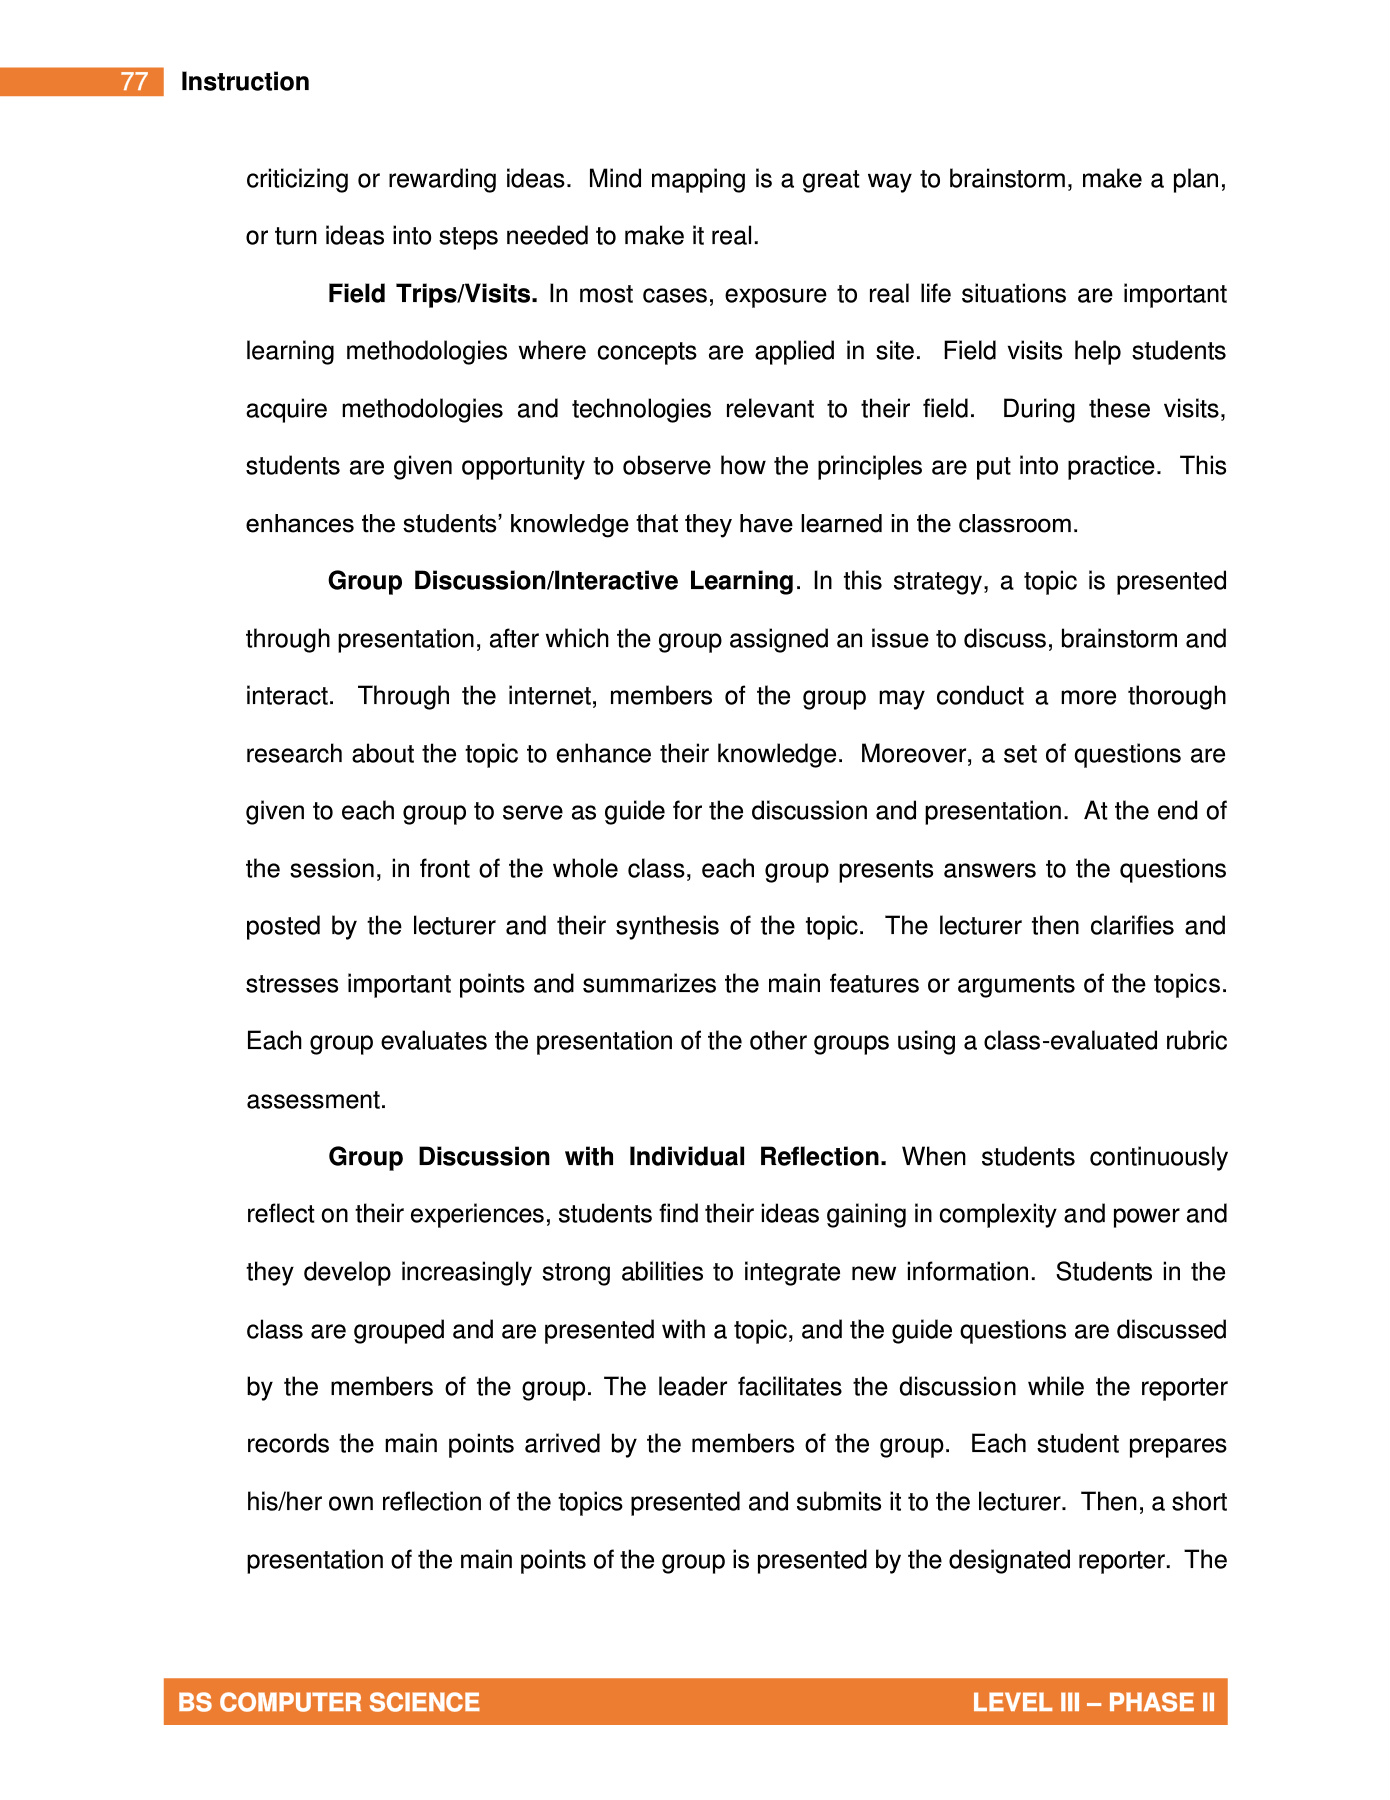 77 Instruction
criticizing or rewarding ideas.  Mind mapping is a great way to brainstorm, make a plan,
or turn ideas into steps needed to make it real.
Field Trips/Visits. In most cases, exposure to real life situations are important
learning methodologies where concepts are applied in site.  Field visits help students
acquire methodologies and technologies relevant to their field.  During these visits,
students are given opportunity to observe how the principles are put into practice.  This
enhances the students’ knowledge that they have learned in the classroom.
Group Discussion/Interactive Learning. In this strategy, a topic is presented
through presentation, after which the group assigned an issue to discuss, brainstorm and
interact.  Through the internet, members of the group may conduct a more thorough
research about the topic to enhance their knowledge.  Moreover, a set of questions are
given to each group to serve as guide for the discussion and presentation.  At the end of
the session, in front of the whole class, each group presents answers to the questions
posted by the lecturer and their synthesis of the topic.  The lecturer then clarifies and
stresses important points and summarizes the main features or arguments of the topics.
Each group evaluates the presentation of the other groups using a class-evaluated rubric
assessment.
Group Discussion with Individual Reflection. When students continuously
reflect on their experiences, students find their ideas gaining in complexity and power and
they develop increasingly strong abilities to integrate new information.  Students in the
class are grouped and are presented with a topic, and the guide questions are discussed
by the members of the group. The leader facilitates the discussion while the reporter
records the main points arrived by the members of the group.  Each student prepares
his/her own reflection of the topics presented and submits it to the lecturer.  Then, a short
presentation of the main points of the group is presented by the designated reporter.  The
BS COMPUTER SCIENCE LEVEL III – PHASE II